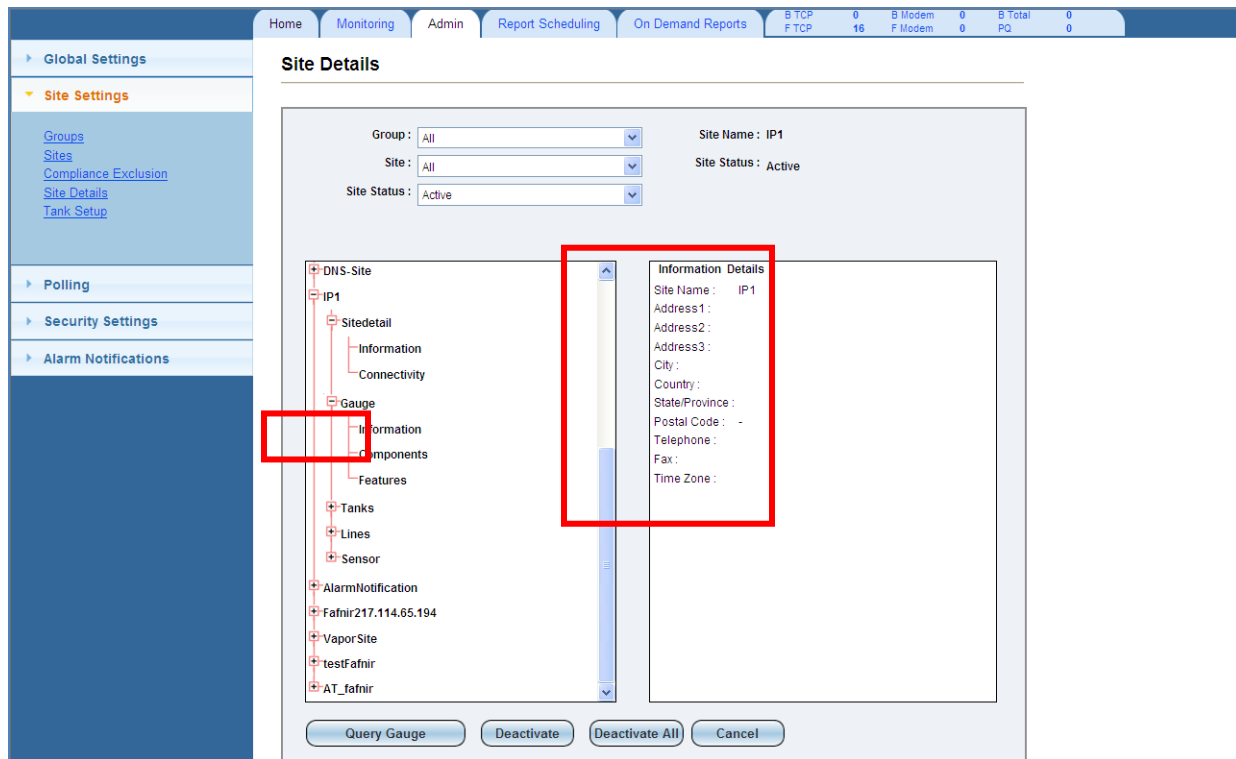 Home Monitoring Admin Report Scheduling On Demand Reports
B TCP 0 B Modem 0 B Total 0
F TCP 16 F Modem 0 PQ 0
Global Settings
Site Settings
Groups
Sites
Compliance Exclusion
Site Details
Tank Setup
Polling
Security Settings
Alarm Notifications
Site Details
Group : All
Site : All
Site Status : Active
Site Name : IP1
Site Status : Active
DNS-Site
IP1
Sitedetail
Information
Connectivity
Gauge
Information
Components
Features
Tanks
Lines
Sensor
AlarmNotification
Fafnir217.114.65.194
VaporSite
testFafnir
AT_fafnir
Information Details
Site Name : IP1
Address1 :
Address2 :
Address3 :
City :
Country :
State/Province :
Postal Code : -
Telephone :
Fax :
Time Zone :
Query Gauge Deactivate Deactivate All Cancel